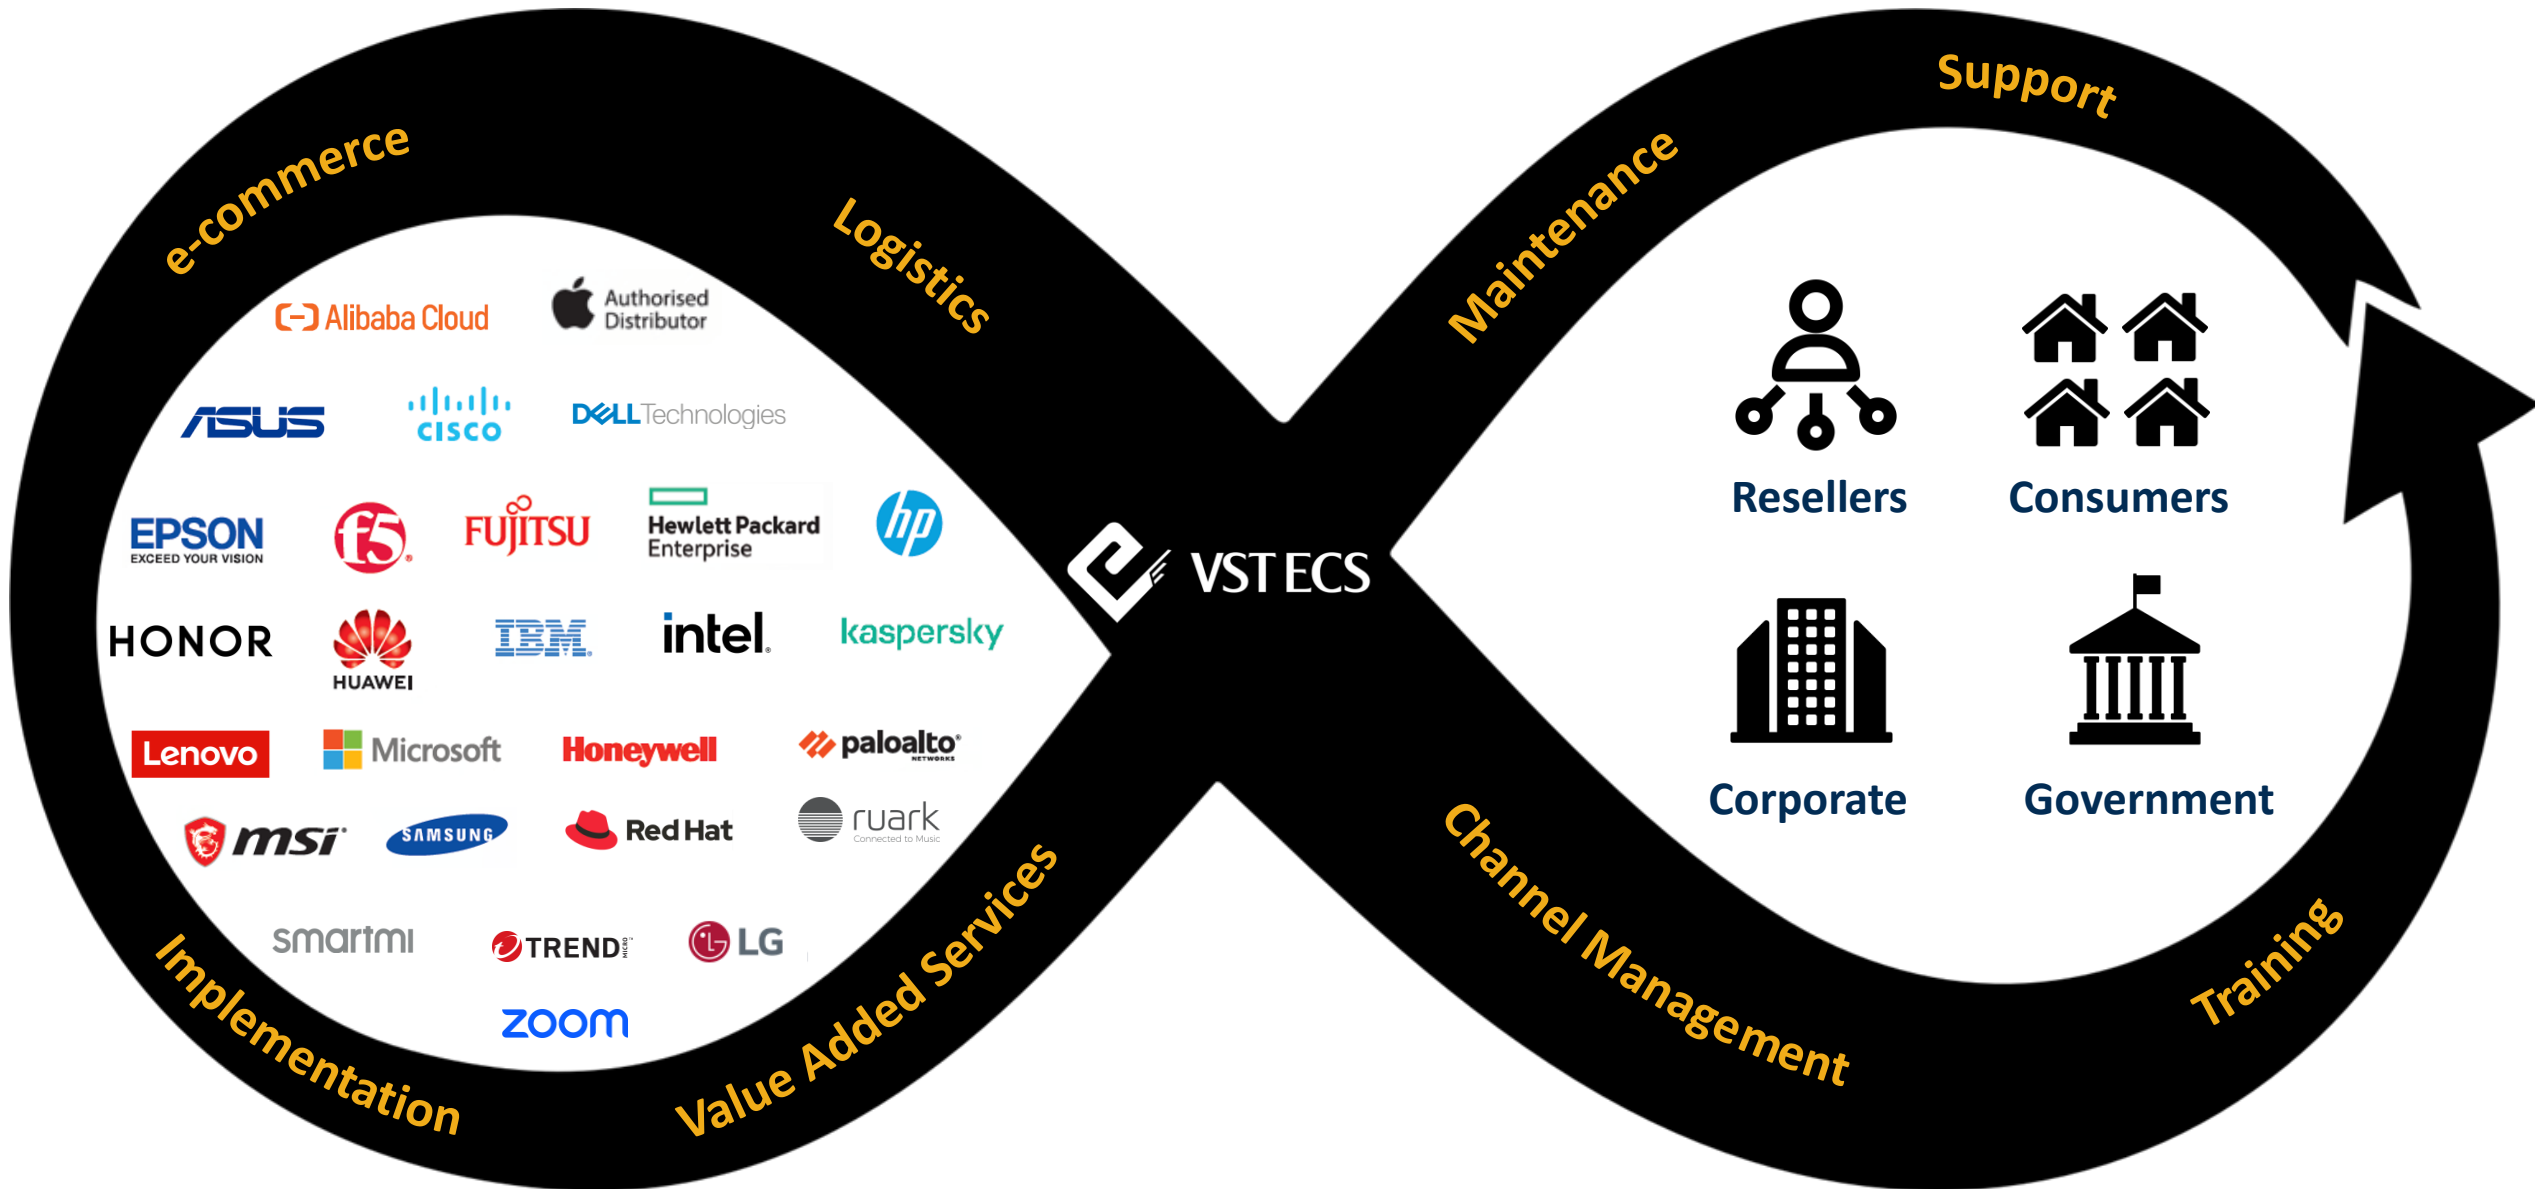 e-commerce
Logistics
Maintenance
Support
Alibaba Cloud
Authorised
Distributor
ASUS
CISCO
DELL Technologies
EPSON
EXCEED YOUR VISION
f5®
FUJITSU
Hewlett Packard
Enterprise
hp
HONOR
HUAWEI
IBM®
intel®
kaspersky
Lenovo
Microsoft
Honeywell
paloalto®
NETWORKS
msi
SAMSUNG
Red Hat
ruark
Connected to Music
smartmi
TREND
MICRO™
LG
zoom
Implementation
Value Added Services
VST ECS
Resellers
Consumers
Corporate
Government
Channel Management
Training